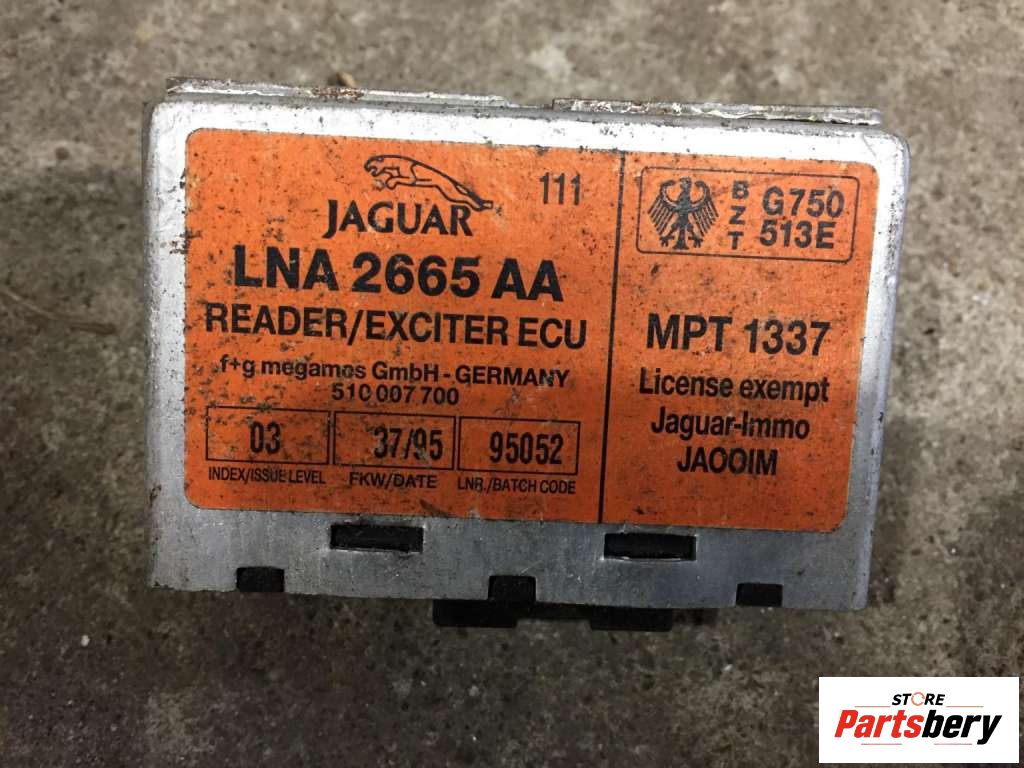 JAGUAR
111
LNA 2665 AA
READER/EXCITER ECU
f+g megamos GmbH - GERMANY
510 007 700
03
37/95
95052
INDEX/ISSUE LEVEL
FKW/DATE
LNR./BATCH CODE
BZT
G750
513E
MPT 1337
License exempt
Jaguar-Immo
JAOOIM
STORE
Partsbery